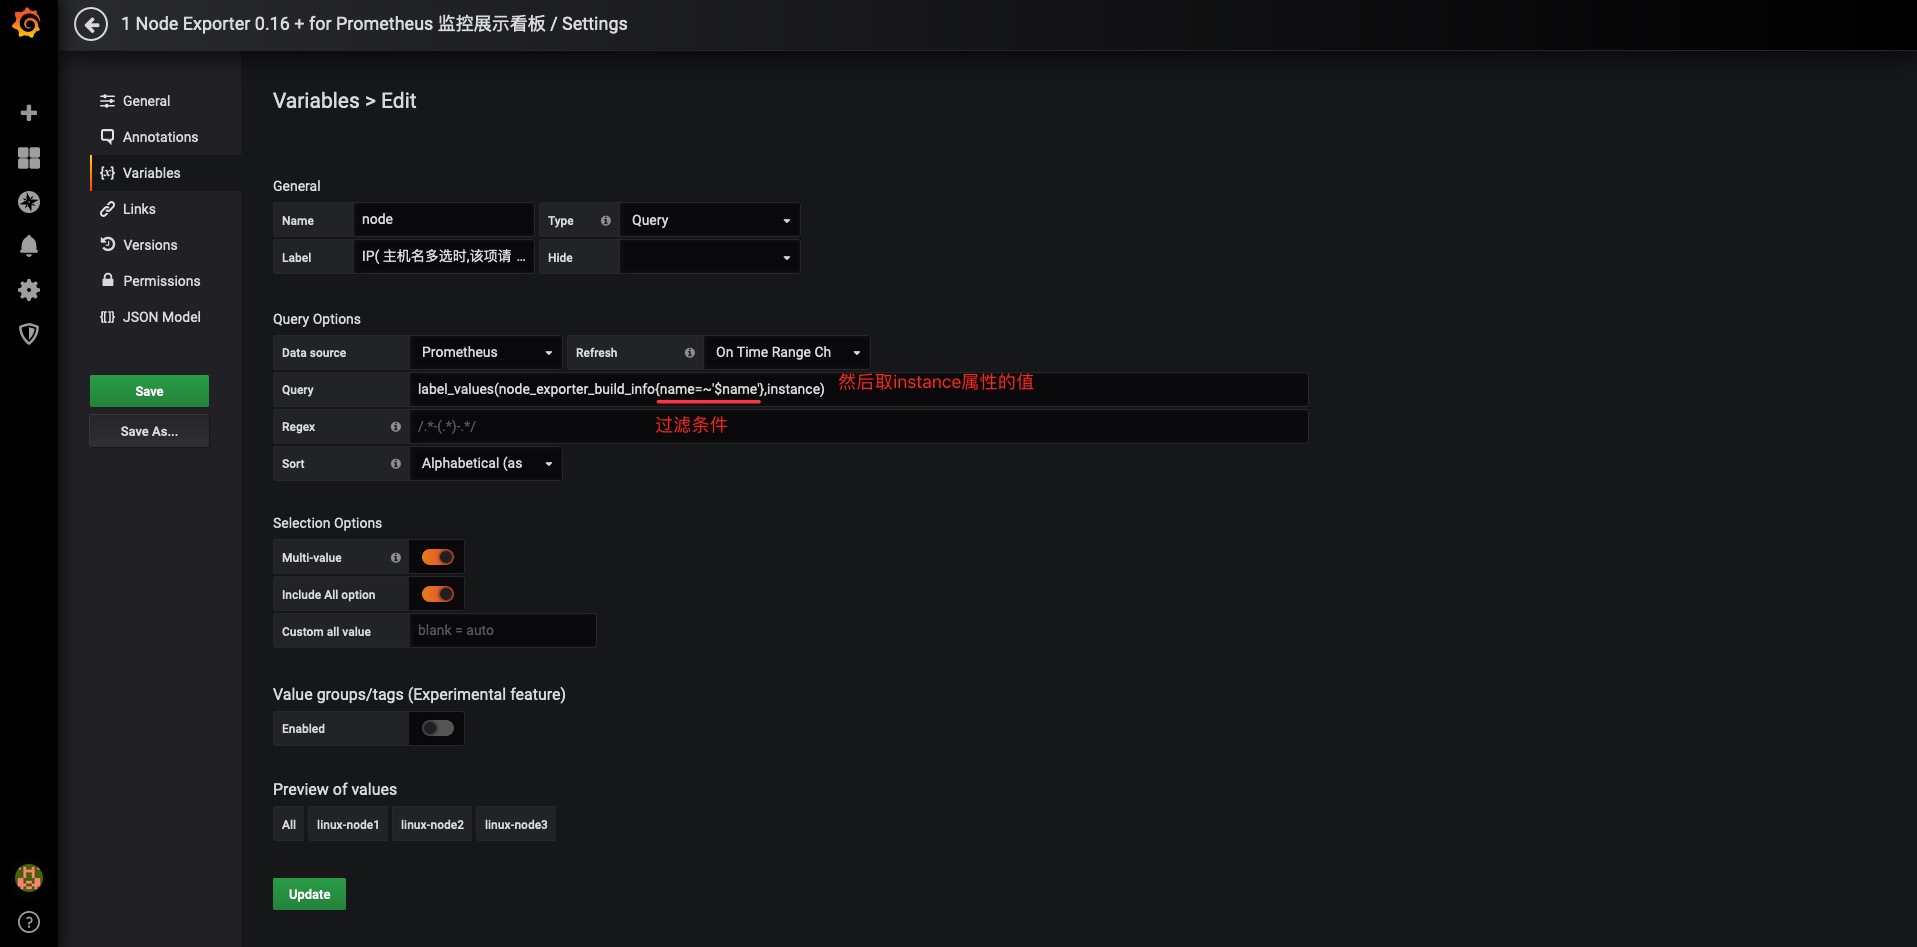 1 Node Exporter 0.16 + for Prometheus 监控展示看板 / Settings
General
Annotations
Variables
Links
Versions
Permissions
JSON Model
Save
Save As...
Variables > Edit
General
Name node Type Query
Label IP( 主机名多选时,该项请 ... Hide
Query Options
Data source Prometheus Refresh On Time Range Ch
Query label_values(node_exporter_build_info{name=~'$name'},instance) 然后取instance属性的值
Regex /.*-(.*)-.*/ 过滤条件
Sort Alphabetical (as
Selection Options
Multi-value
Include All option
Custom all value blank = auto
Value groups/tags (Experimental feature)
Enabled
Preview of values
All linux-node1 linux-node2 linux-node3
Update